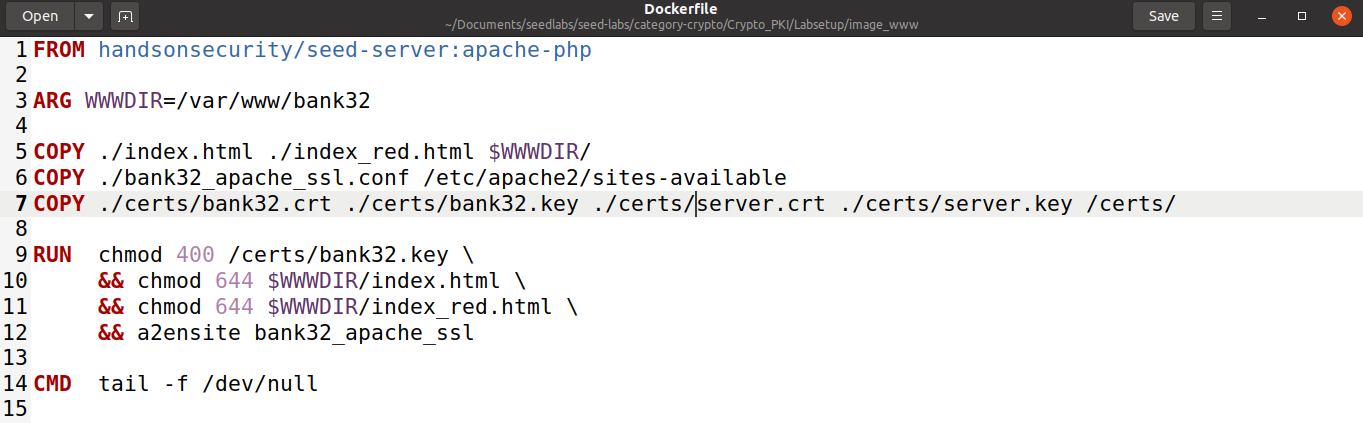 Open
Dockerfile
~/Documents/seedlabs/seed-labs/category-crypto/Crypto_PKI/Labsetup/image_www
Save
1 FROM handsonsecurity/seed-server:apache-php
2
3 ARG WWWDIR=/var/www/bank32
4
5 COPY ./index.html ./index_red.html $WWWDIR/
6 COPY ./bank32_apache_ssl.conf /etc/apache2/sites-available
7 COPY ./certs/bank32.crt ./certs/bank32.key ./certs/server.crt ./certs/server.key /certs/
8
9 RUN  chmod 400 /certs/bank32.key \
10      && chmod 644 $WWWDIR/index.html \
11      && chmod 644 $WWWDIR/index_red.html \
12      && a2ensite bank32_apache_ssl
13
14 CMD  tail -f /dev/null
15